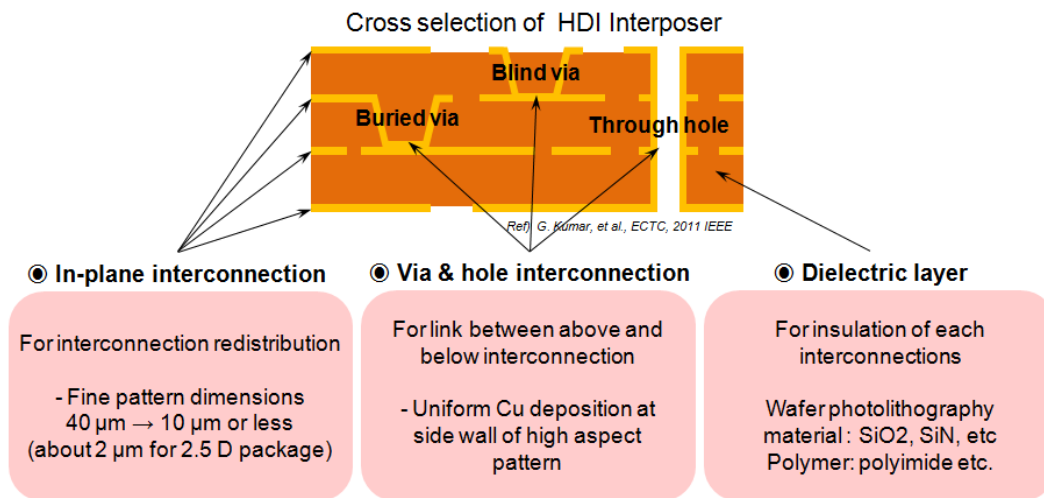 Cross selection of HDI Interposer
Blind via
Buried via
Through hole
Ref) G. Kumar, et al., ECTC, 2011 IEEE
◉ In-plane interconnection
For interconnection redistribution
- Fine pattern dimensions
40 µm → 10 µm or less
(about 2 µm for 2.5 D package)
◉ Via & hole interconnection
For link between above and
below interconnection
- Uniform Cu deposition at
side wall of high aspect
pattern
◉ Dielectric layer
For insulation of each
interconnections
Wafer photolithography
material : SiO2, SiN, etc
Polymer: polyimide etc.